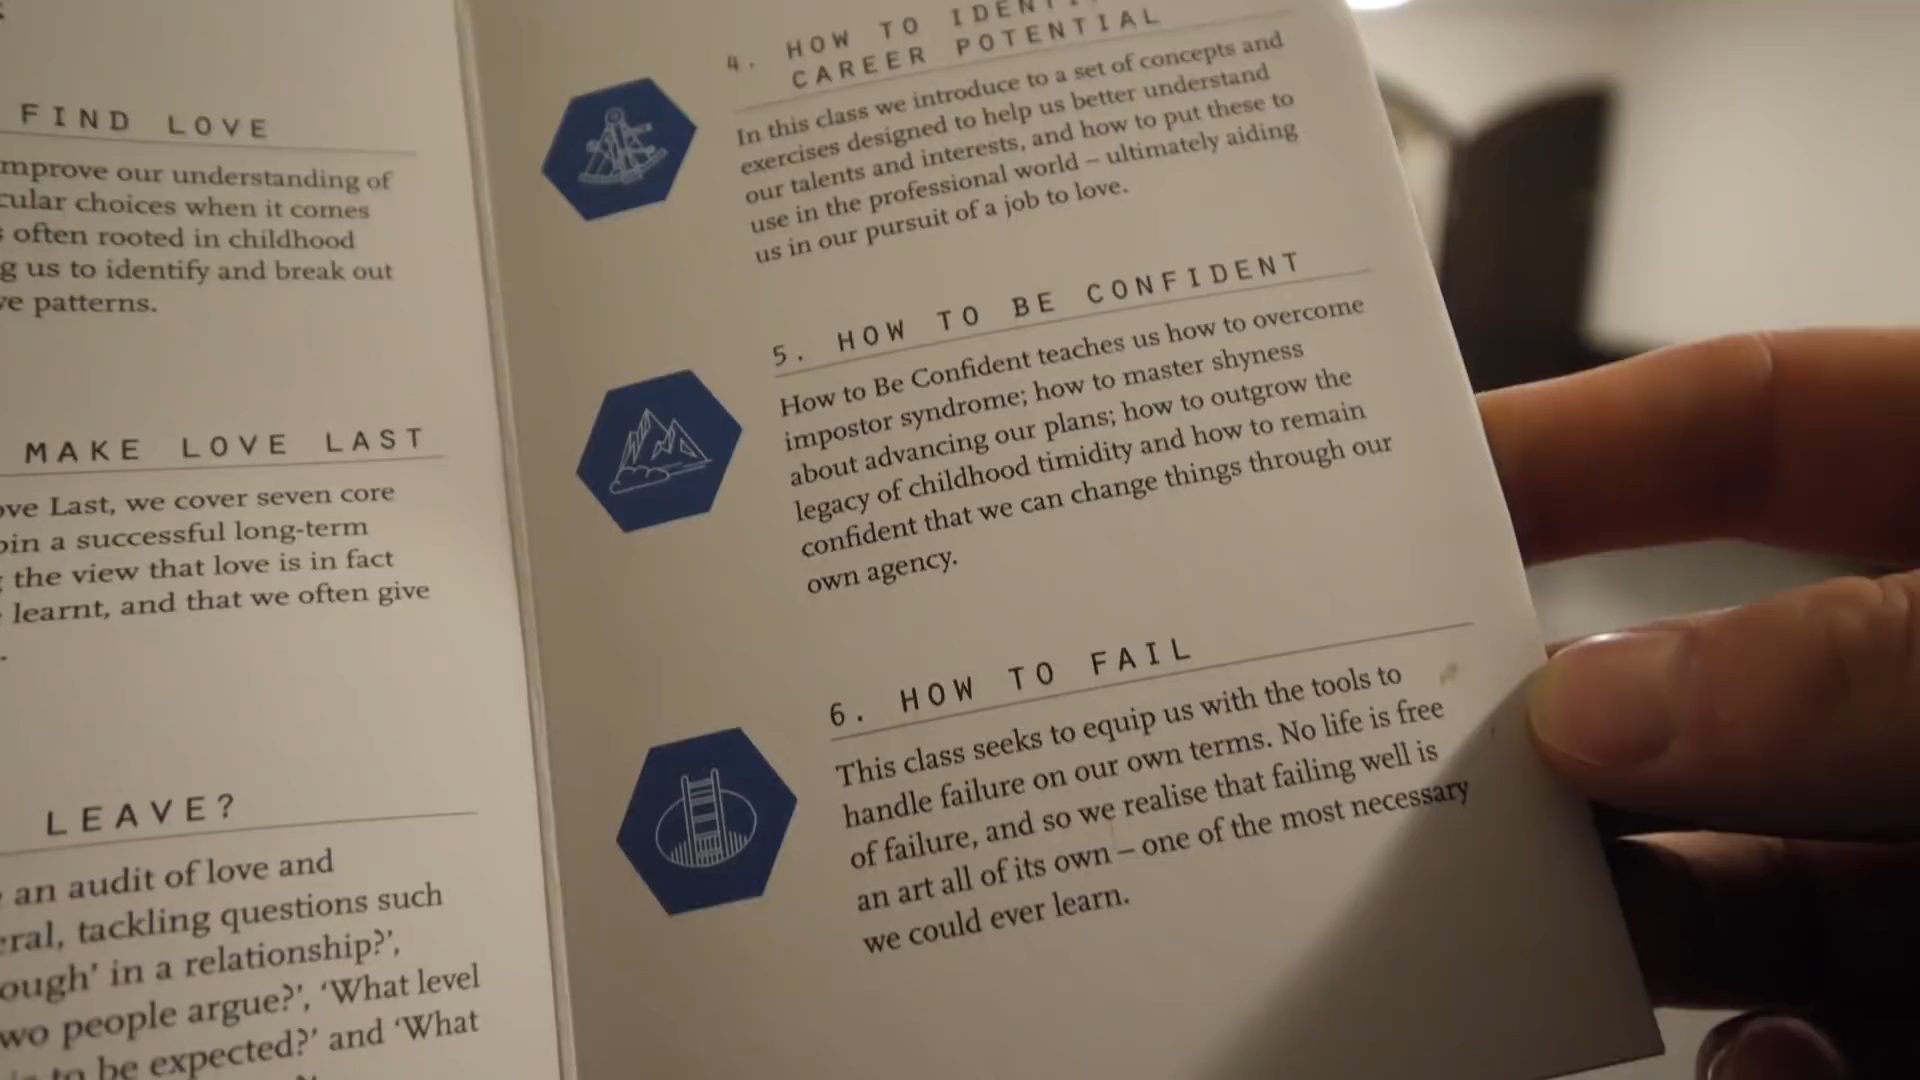 FIND LOVE
mprove our understanding of
cular choices when it comes
often rooted in childhood
g us to identify and break out
ve patterns.
MAKE LOVE LAST
ove Last, we cover seven core
pin a successful long-term
the view that love is in fact
learnt, and that we often give
LEAVE?
an audit of love and
eral, tackling questions such
ough’ in a relationship?’,
wo people argue?’, ‘What level
to be expected?’ and ‘What
4. HOW TO
CAREER POTENTIAL
In this class we introduce to a set of concepts and
exercises designed to help us better understand
our talents and interests, and how to put these to
use in the professional world – ultimately aiding
us in our pursuit of a job to love.
5. HOW TO BE CONFIDENT
How to Be Confident teaches us how to overcome
impostor syndrome; how to master shyness
about advancing our plans; how to outgrow the
legacy of childhood timidity and how to remain
confident that we can change things through our
own agency.
6. HOW TO FAIL
This class seeks to equip us with the tools to
handle failure on our own terms. No life is free
of failure, and so we realise that failing well is
an art all of its own – one of the most necessary
we could ever learn.